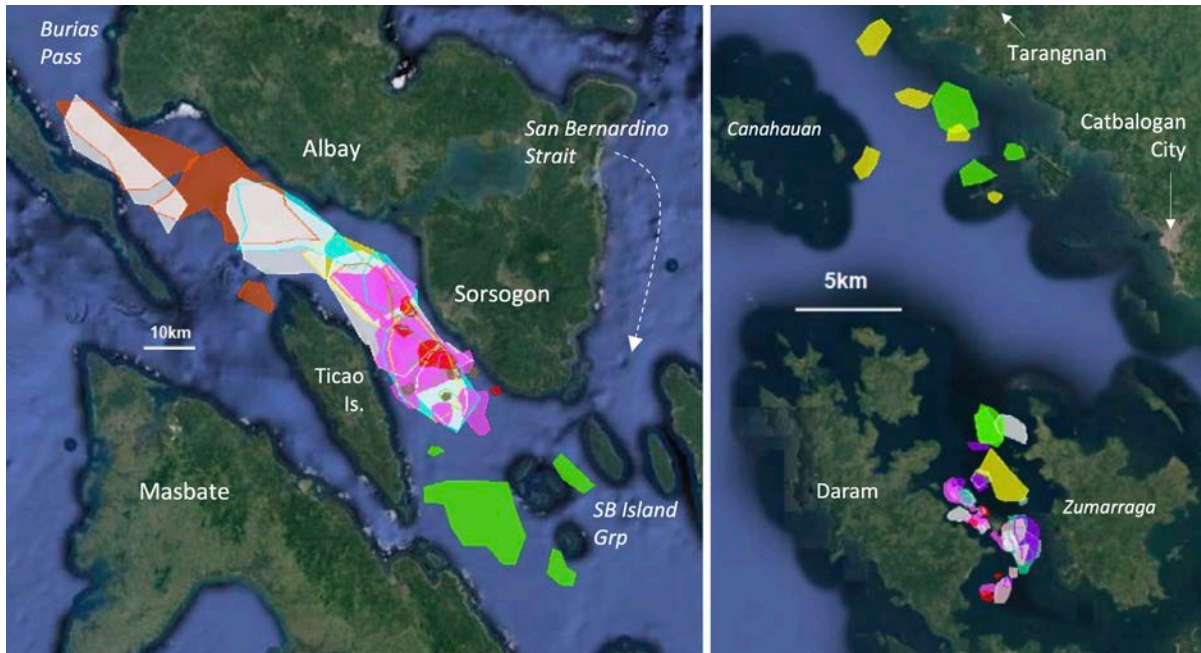 Burias
Pass
Albay
San Bernardino
Strait
10km
Sorsogon
Ticao
Is.
Masbate
SB Island
Grp
Tarangnan
Canahauan
Catbalogan
City
5km
Daram
Zumarraga